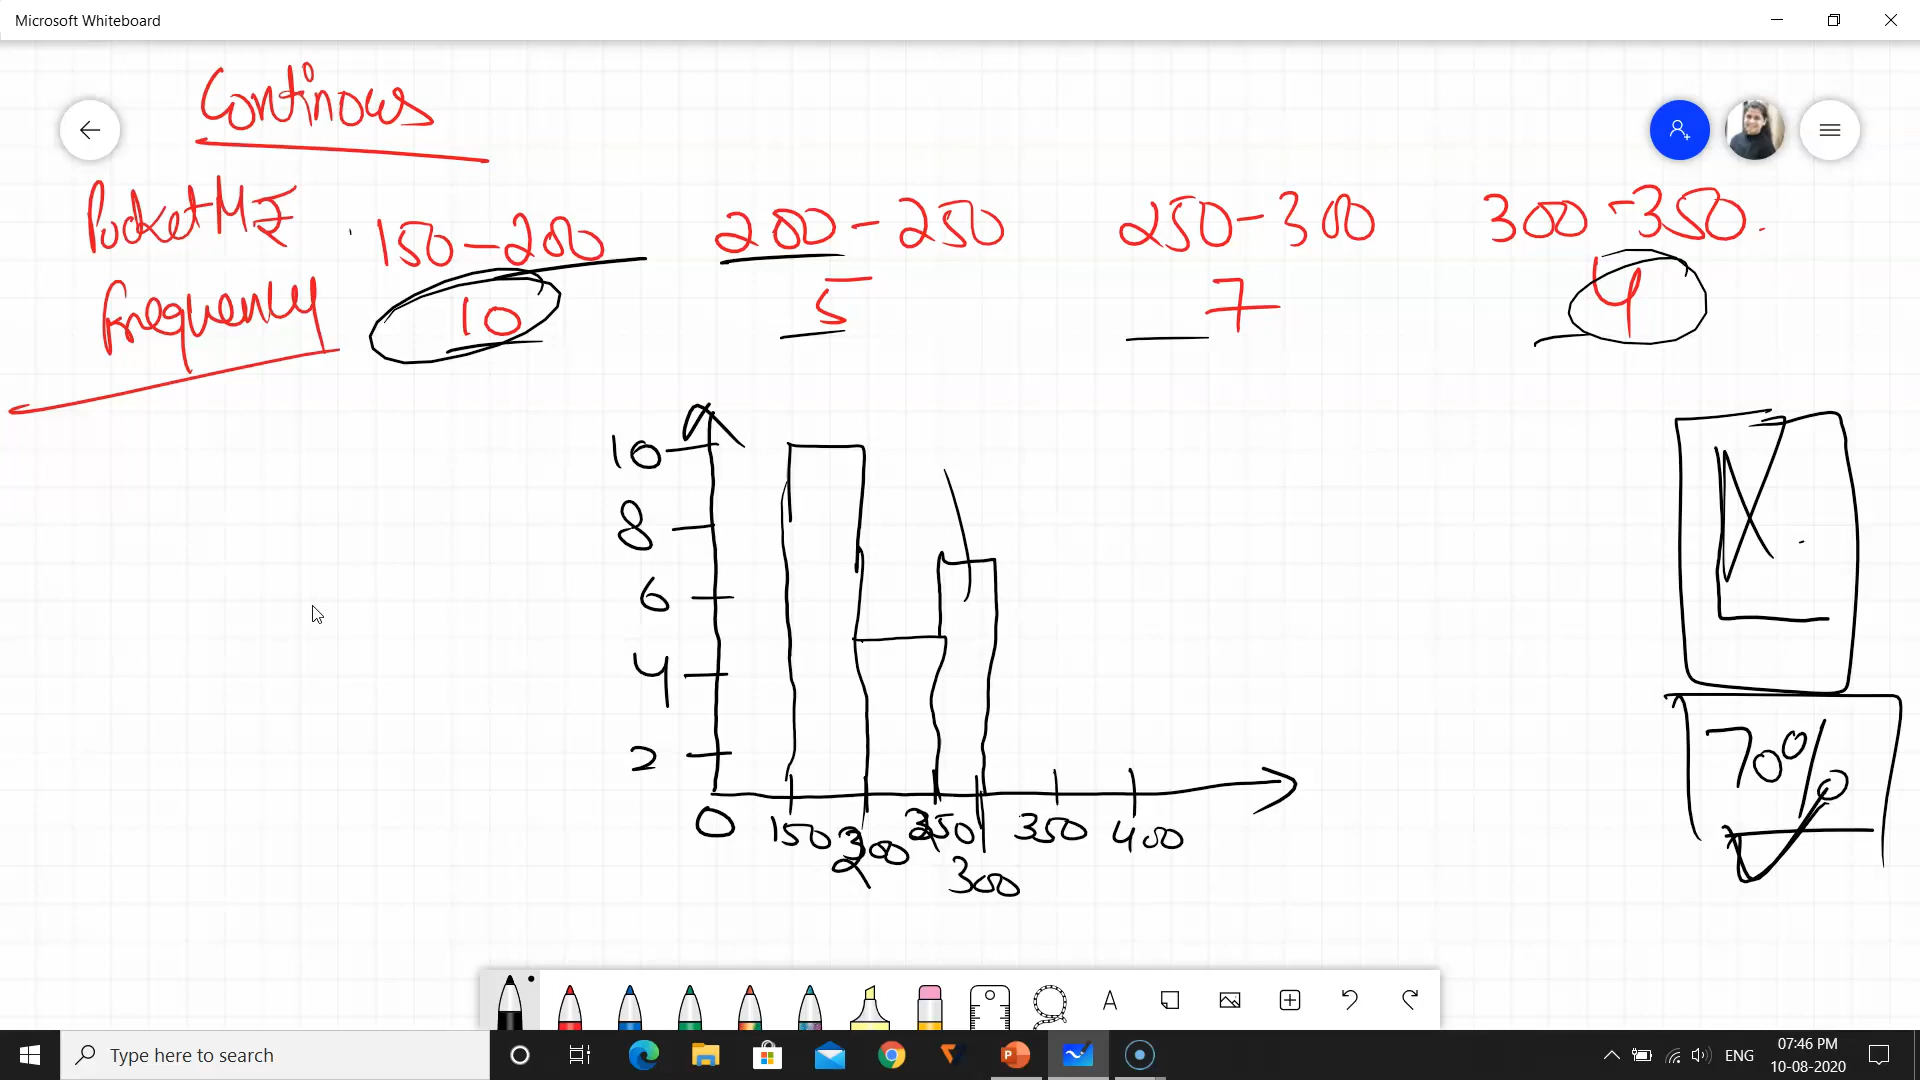 Microsoft Whiteboard
Continous
Pocket M₹ 150-200 200-250 250-300 300-350.
Frequency 10 5 7 4
10
8
6
4
2
0 150 200 250 300 350 400
70%
A
Type here to search
ENG
07:46 PM
10-08-2020